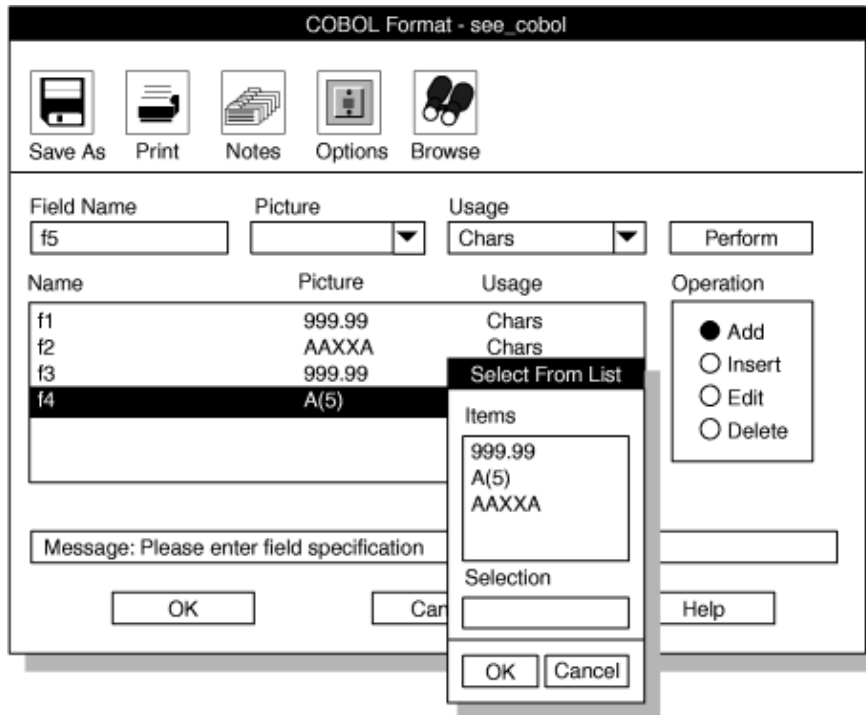 COBOL Format - see_cobol
Save As Print Notes Options Browse
Field Name Picture Usage
f5 Chars Perform
Name Picture Usage Operation
f1 999.99 Chars
Add
f2 AAXXA Chars
Insert
f3 999.99
Edit
f4 A(5)
Delete
Select From List
Items
999.99
A(5)
AAXXA
Selection
OK Cancel
Message: Please enter field specification
OK Help